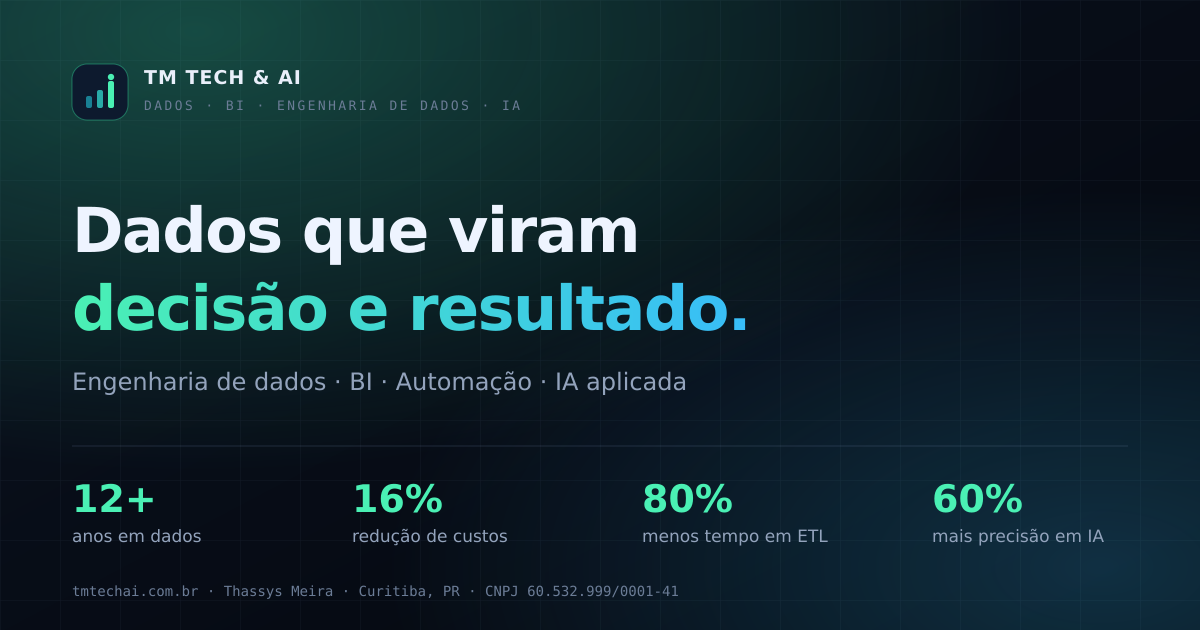 TM TECH & AI
DADOS · BI · ENGENHARIA DE DADOS · IA
Dados que viram
decisão e resultado.
Engenharia de dados · BI · Automação · IA aplicada
12+
anos em dados
16%
redução de custos
80%
menos tempo em ETL
60%
mais precisão em IA
tmtechai.com.br · Thassys Meira · Curitiba, PR · CNPJ 60.532.999/0001-41